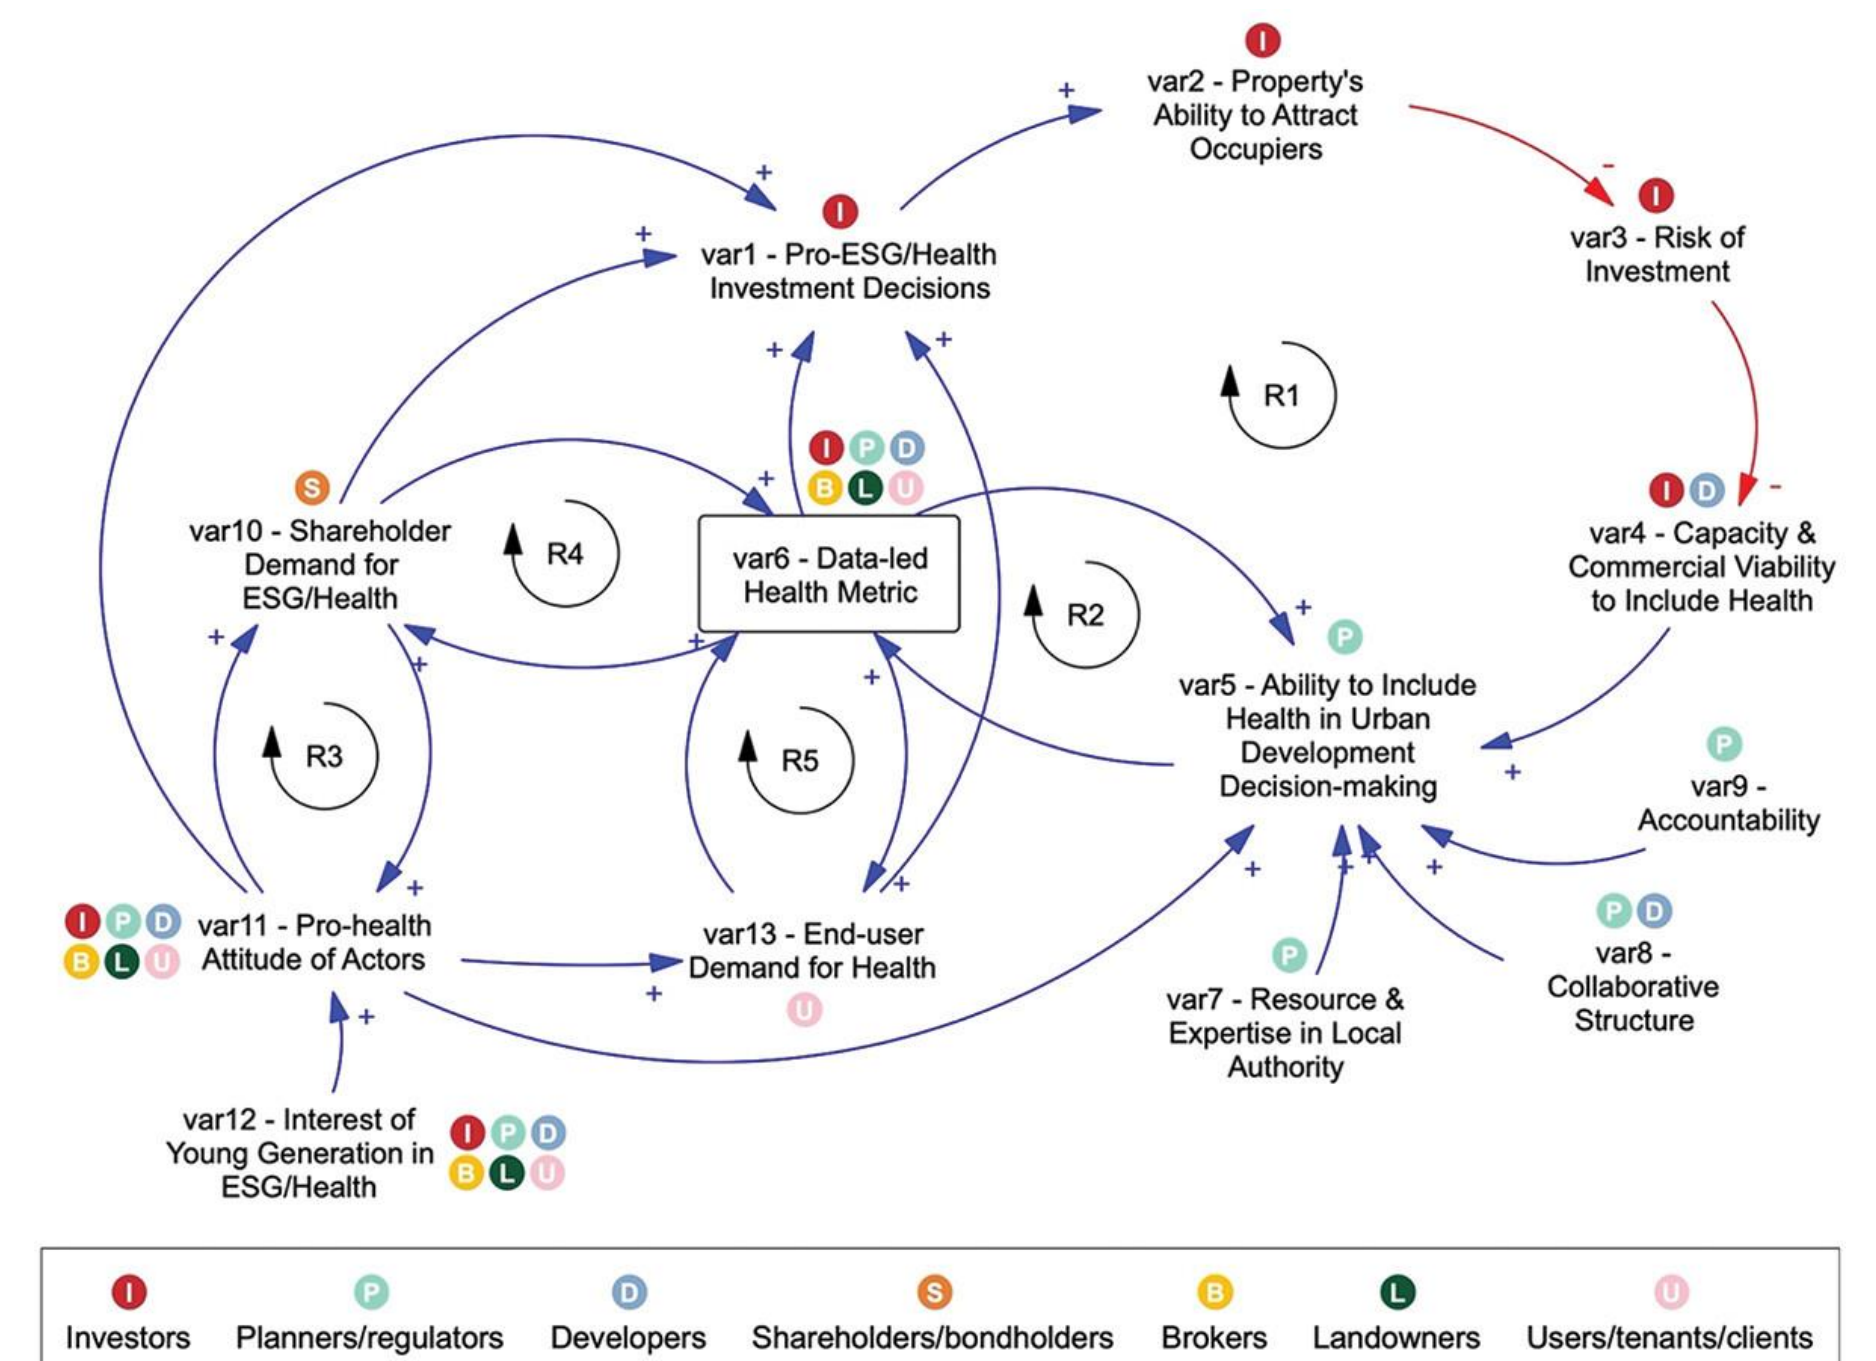 I
var2 - Property's
Ability to Attract
Occupiers
+
-
+
I
var3 - Risk of
Investment
I
var1 - Pro-ESG/Health
Investment Decisions
+
+
+
R1
I P D
B L U
I D
-
var4 - Capacity &
Commercial Viability
to Include Health
S
var10 - Shareholder
Demand for
ESG/Health
+
R4
var6 - Data-led
Health Metric
R2
+
P
var5 - Ability to Include
Health in Urban
Development
Decision-making
+
+
+
+
+
R3
R5
P
var9 -
Accountability
I P D
B L U
var11 - Pro-health
Attitude of Actors
+
+
var13 - End-user
Demand for Health
U
+
+
+
+
+
+
P
var7 - Resource &
Expertise in Local
Authority
P D
var8 -
Collaborative
Structure
+
var12 - Interest of
Young Generation in
ESG/Health
I P D
B L U
I P D S B L U
Investors Planners/regulators Developers Shareholders/bondholders Brokers Landowners Users/tenants/clients